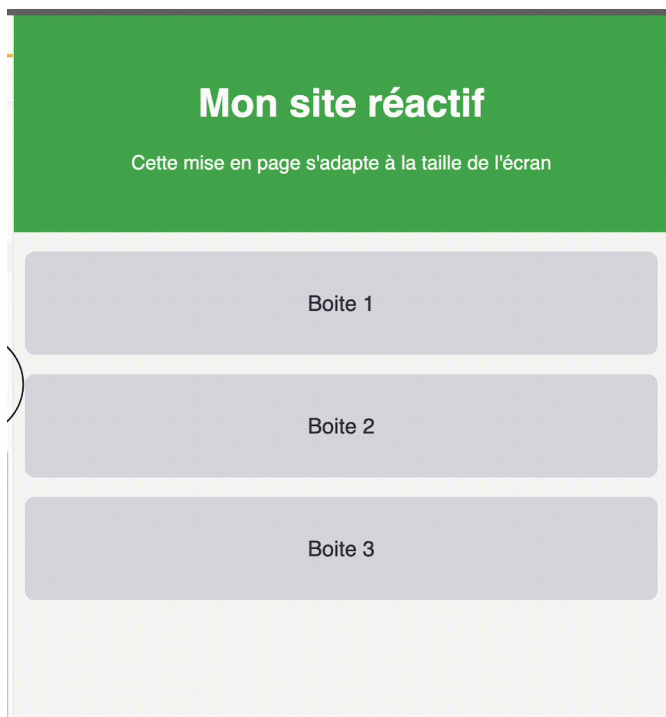 Mon site réactif
Cette mise en page s'adapte à la taille de l'écran
Boite 1
Boite 2
Boite 3